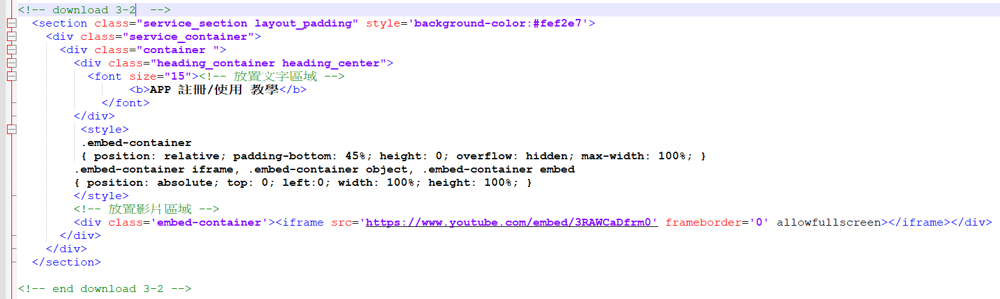 <!-- download 3-2  -->
<section class="service_section layout_padding" style='background-color:#fef2e7'>
<div class="service_container">
<div class="container ">
<div class="heading_container heading_center">
<font size="15"><!-- 放置文字區域 -->
<b>APP 註冊/使用 教學</b>
</font>
</div>
<style>
.embed-container
{ position: relative; padding-bottom: 45%; height: 0; overflow: hidden; max-width: 100%; }
.embed-container iframe, .embed-container object, .embed-container embed
{ position: absolute; top: 0; left:0; width: 100%; height: 100%; }
</style>
<!-- 放置影片區域 -->
<div class='embed-container'><iframe src='https://www.youtube.com/embed/3RAWCaDfrm0' frameborder='0' allowfullscreen></iframe></div>
</div>
</div>
</section>
<!-- end download 3-2 -->